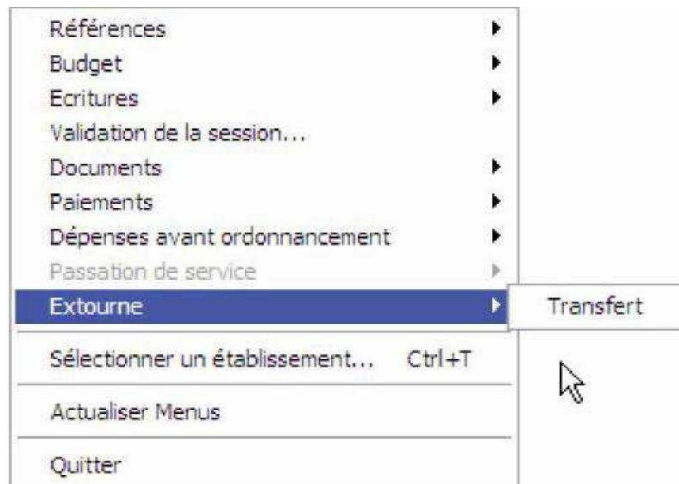 Références
Budget
Ecritures
Validation de la session...
Documents
Paiements
Dépenses avant ordonnancement
Passation de service
Extourne
Transfert
Sélectionner un établissement... Ctrl+T
Actualiser Menus
Quitter